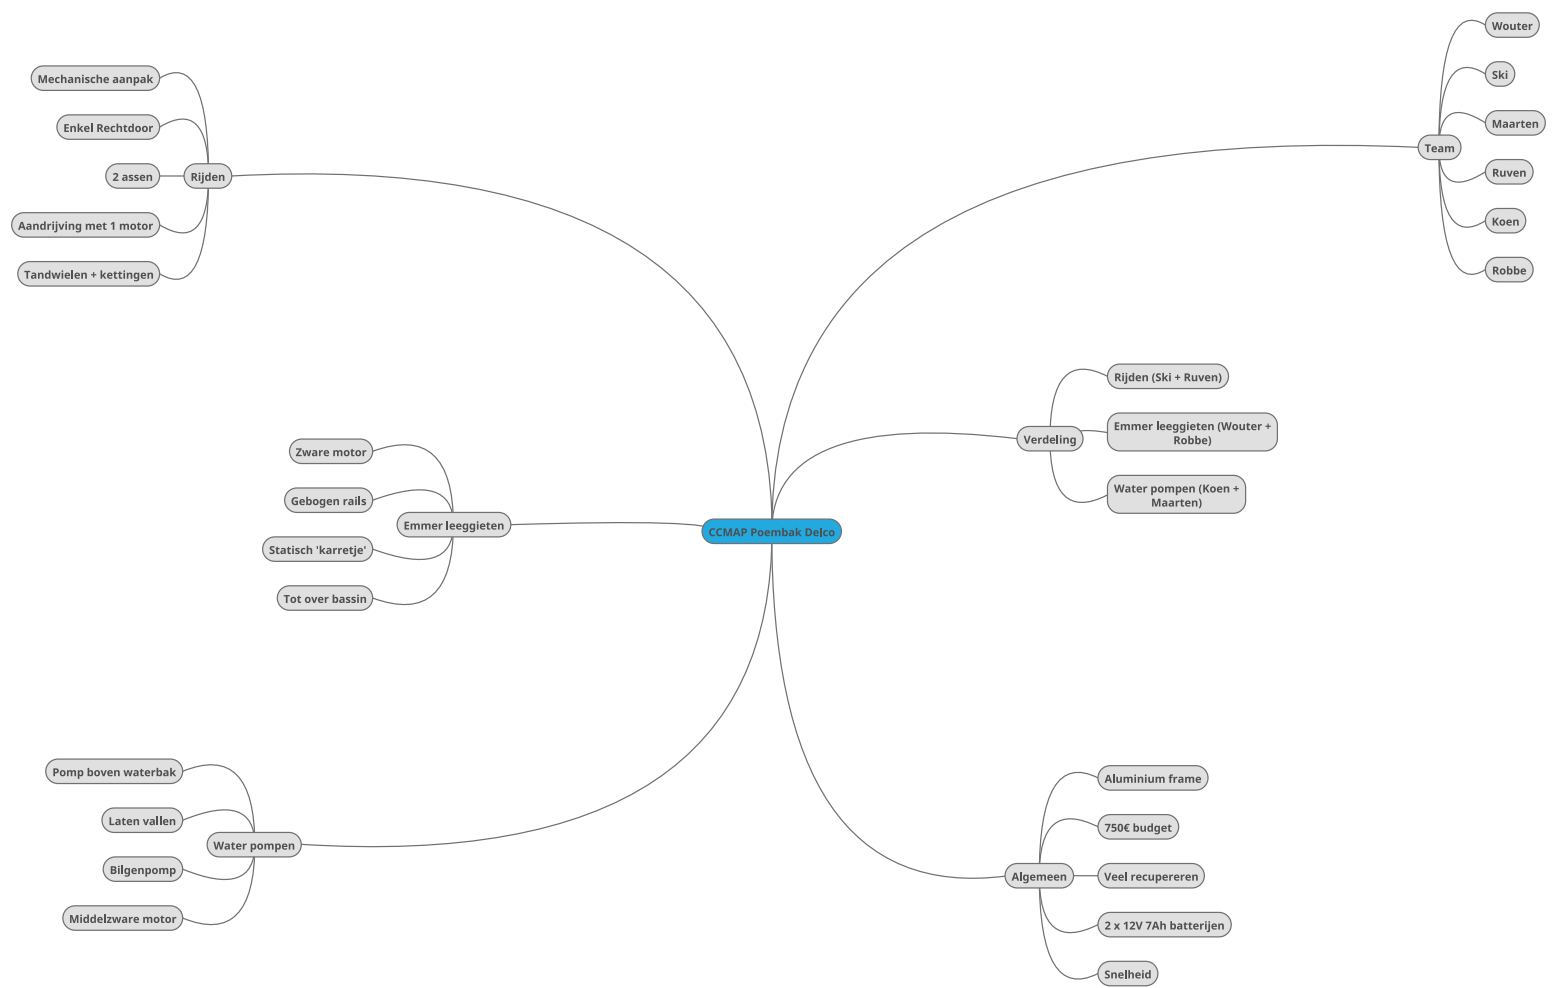 CCMAP Poembak Delco
Team
Wouter
Ski
Maarten
Ruven
Koen
Robbe
Verdeling
Rijden (Ski + Ruven)
Emmer leeggieten (Wouter +
Robbe)
Water pompen (Koen +
Maarten)
Algemeen
Aluminium frame
750€ budget
Veel recupereren
2 x 12V 7Ah batterijen
Snelheid
Rijden
Mechanische aanpak
Enkel Rechtdoor
2 assen
Aandrijving met 1 motor
Tandwielen + kettingen
Emmer leeggieten
Zware motor
Gebogen rails
Statisch 'karretje'
Tot over bassin
Water pompen
Pomp boven waterbak
Laten vallen
Bilgenpomp
Middelzware motor